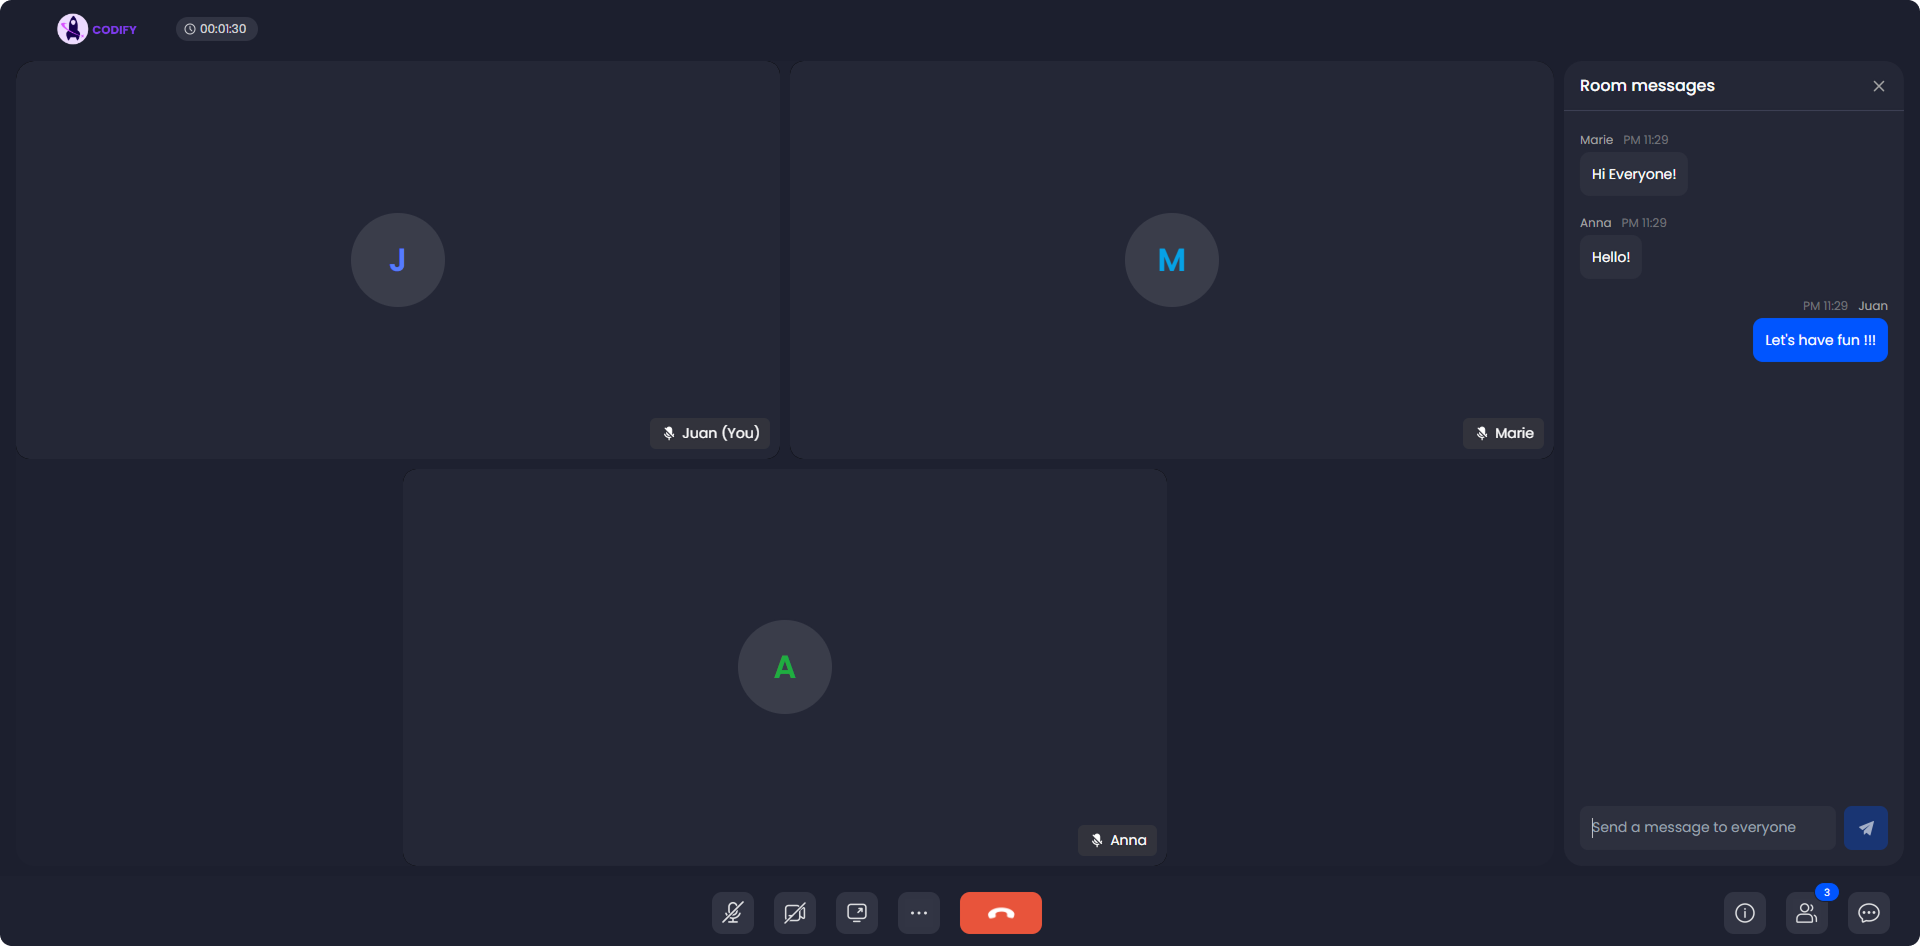 CODIFY
00:01:30
J
Juan (You)
M
Marie
A
Anna
Room messages
Marie PM 11:29
Hi Everyone!
Anna PM 11:29
Hello!
PM 11:29 Juan
Let's have fun !!!
Send a message to everyone
3